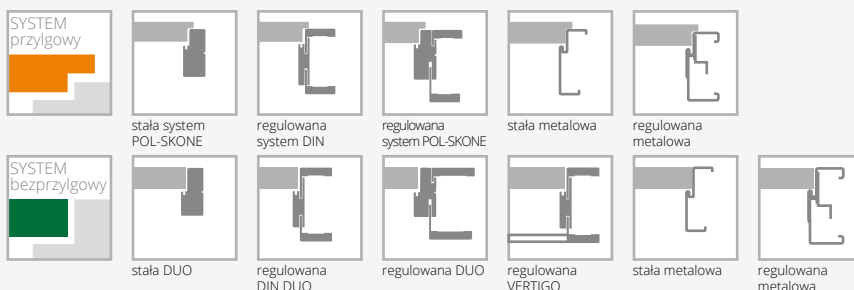 SYSTEM
przylgowy
stała system
POL-SKONE
regulowana
system DIN
regulowana
system POL-SKONE
stała metalowa
regulowana
metalowa
SYSTEM
bezprzylgowy
stała DUO
regulowana
DIN DUO
regulowana DUO
regulowana
VERTIGO
stała metalowa
regulowana
metalowa